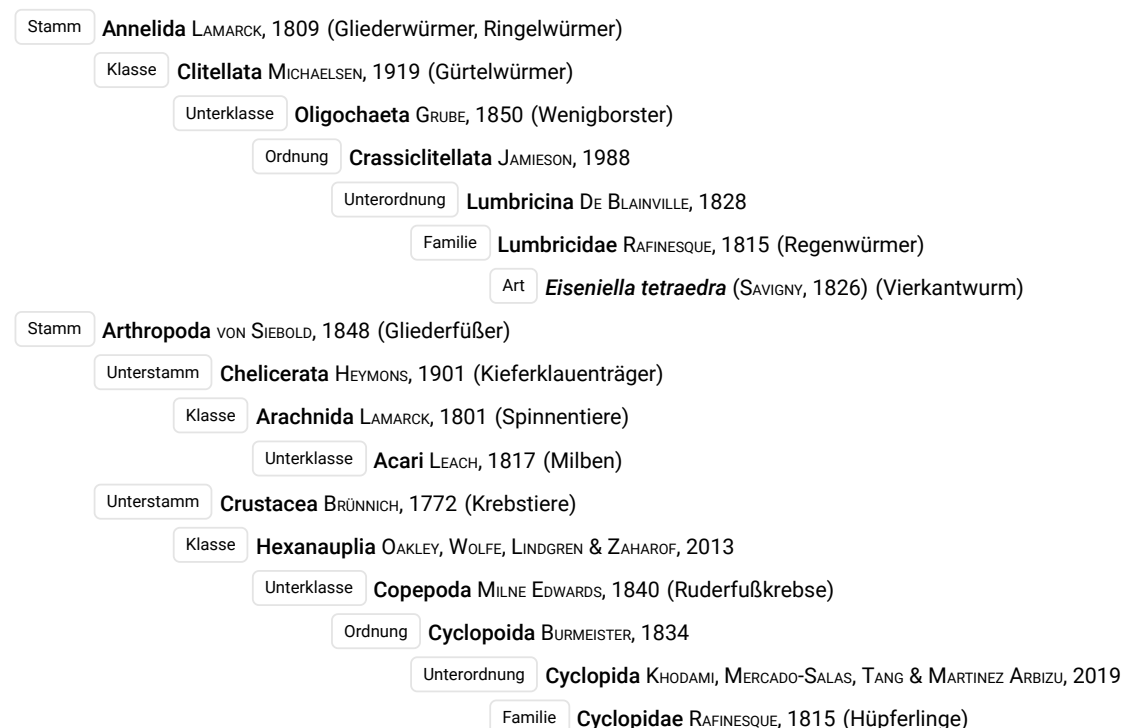 Stamm Annelida Lamarck, 1809 (Gliederwürmer, Ringelwürmer)
Klasse Clitellata Michaelsen, 1919 (Gürtelwürmer)
Unterklasse Oligochaeta Grube, 1850 (Wenigborster)
Ordnung Crassiclitellata Jamieson, 1988
Unterordnung Lumbricina De Blainville, 1828
Familie Lumbricidae Rafinesque, 1815 (Regenwürmer)
Art Eiseniella tetraedra (Savigny, 1826) (Vierkantwurm)
Stamm Arthropoda von Siebold, 1848 (Gliederfüßer)
Unterstamm Chelicerata Heymons, 1901 (Kieferklauenträger)
Klasse Arachnida Lamarck, 1801 (Spinnentiere)
Unterklasse Acari Leach, 1817 (Milben)
Unterstamm Crustacea Brünnich, 1772 (Krebstiere)
Klasse Hexanauplia Oakley, Wolfe, Lindgren & Zaharof, 2013
Unterklasse Copepoda Milne Edwards, 1840 (Ruderfußkrebse)
Ordnung Cyclopoida Burmeister, 1834
Unterordnung Cyclopida Khodami, Mercado-Salas, Tang & Martinez Arbizu, 2019
Familie Cyclopidae Rafinesque, 1815 (Hüpferlinge)